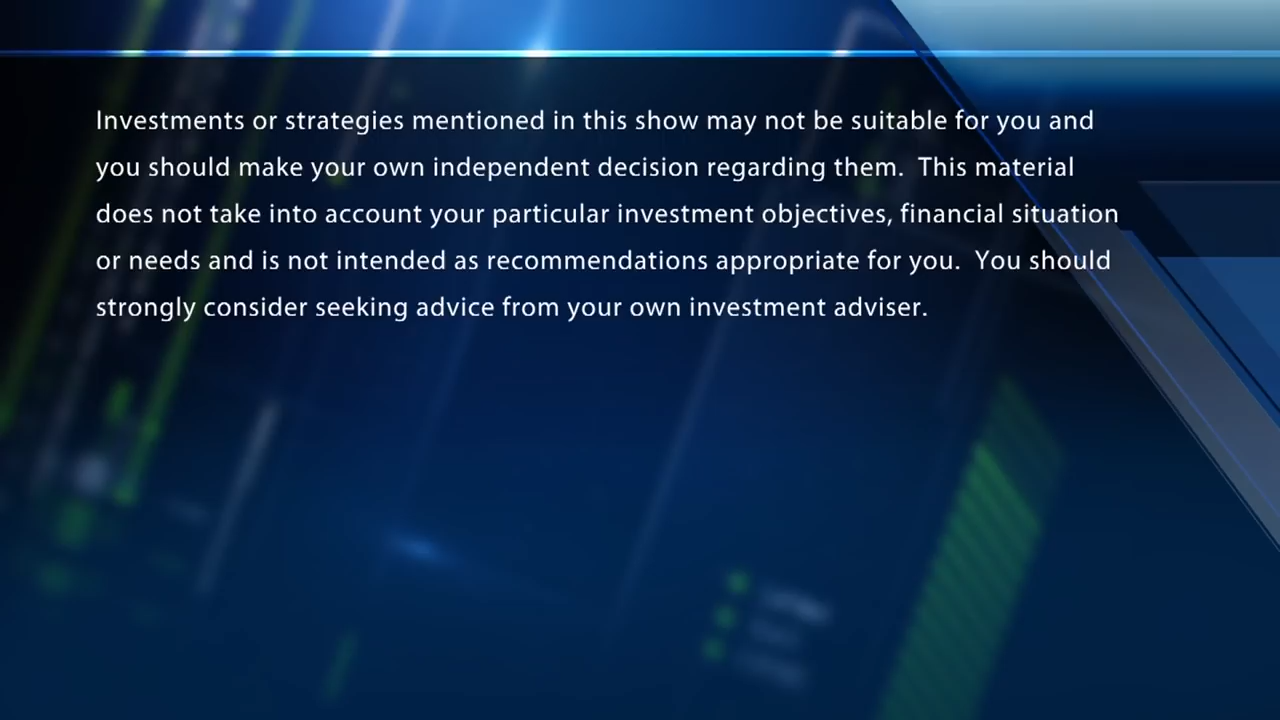 Investments or strategies mentioned in this show may not be suitable for you and
you should make your own independent decision regarding them.  This material
does not take into account your particular investment objectives, financial situation
or needs and is not intended as recommendations appropriate for you.  You should
strongly consider seeking advice from your own investment adviser.